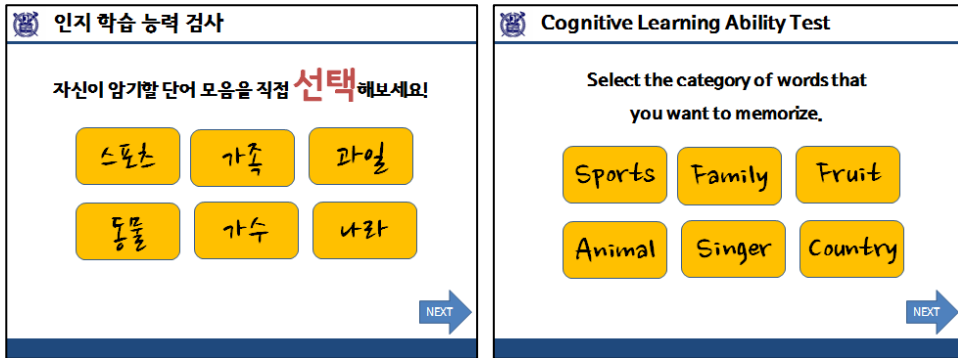 인지 학습 능력 검사
자신이 암기할 단어 모음을 직접 선택해보세요!
스포츠 가족 과일
동물 가수 나라
NEXT
Cognitive Learning Ability Test
Select the category of words that
you want to memorize.
Sports Family Fruit
Animal Singer Country
NEXT